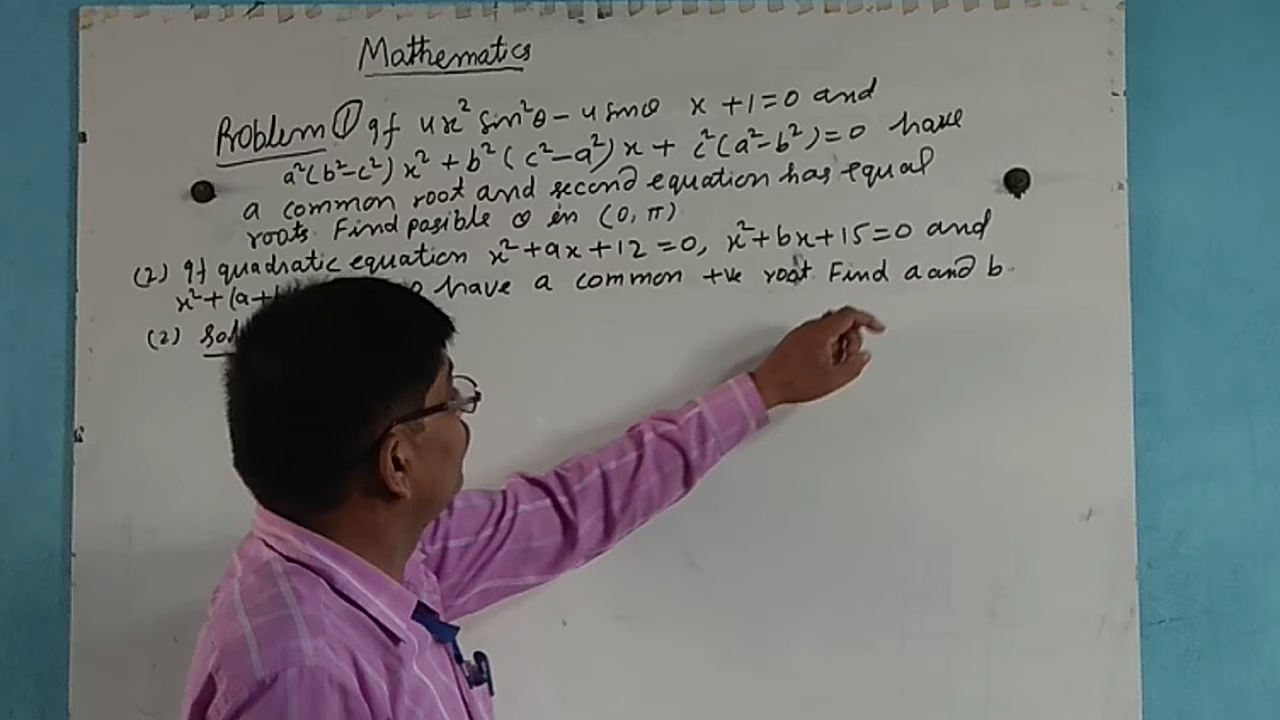 Mathematics
Problem ① If 4x² Sin²θ - 4 sinθ x + 1 = 0 and
a²(b²-c²) x² + b²(c²-a²) x + c²(a²-b²) = 0 have
a common root and second equation has equal
roots. Find posible θ in (0, π)
(2) If quadratic equation x² + ax + 12 = 0, x² + bx + 15 = 0 and
x² + (a+ have a common +ve root Find a and b.
(2) Sol